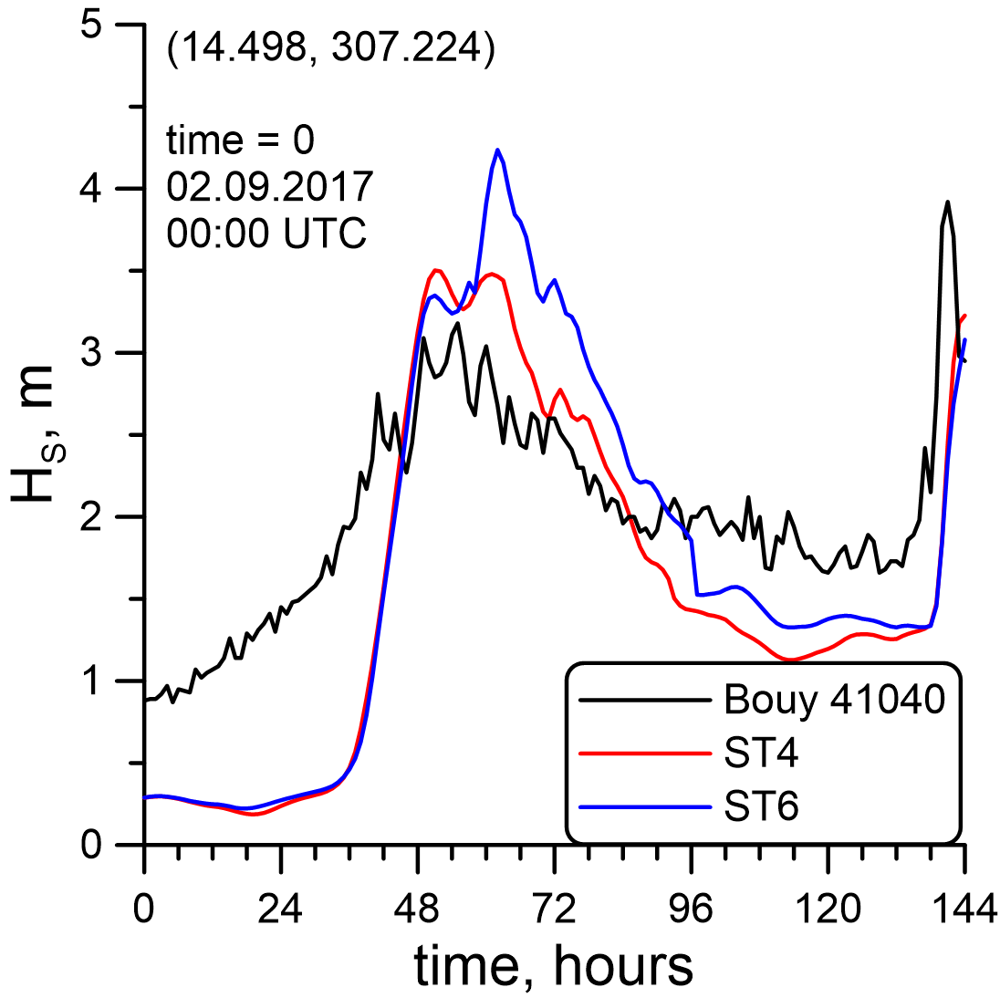 5
(14.498, 307.224)
time = 0
4
02.09.2017
00:00 UTC
3
H_S, m
2
1
Bouy 41040
ST4
ST6
0
0 24 48 72 96 120 144
time, hours